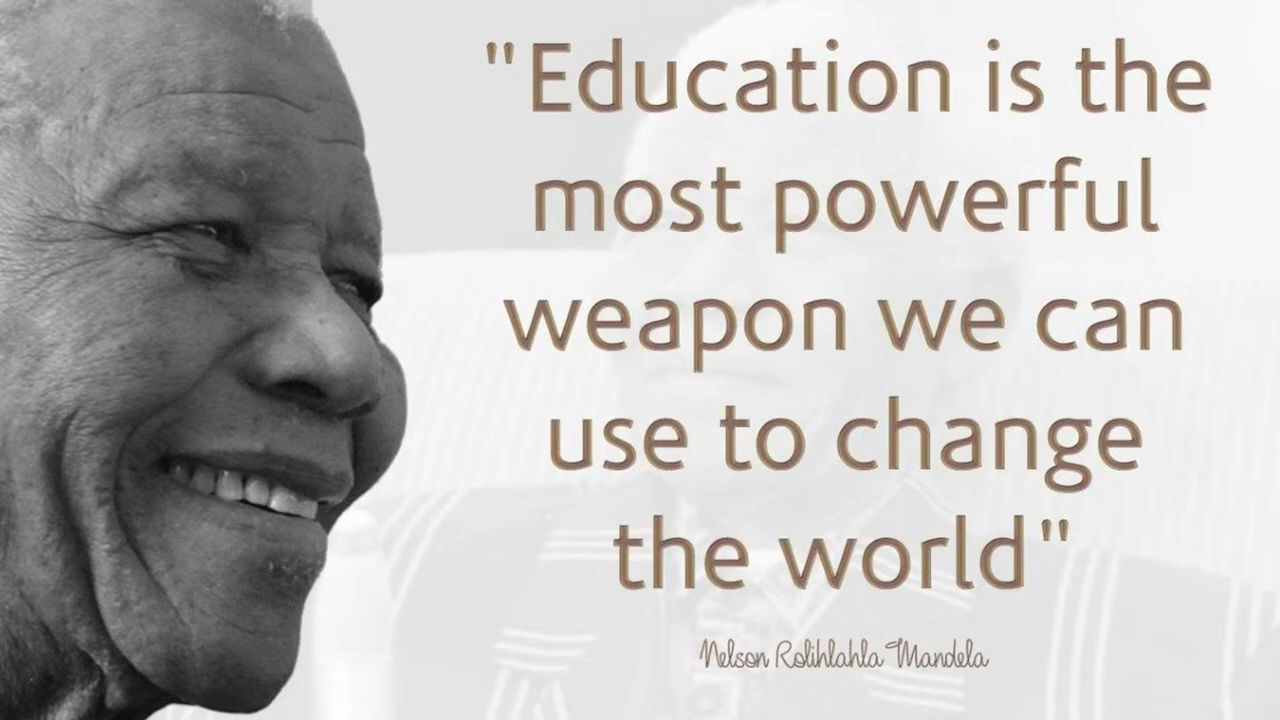 "Education is the
most powerful
weapon we can
use to change
the world"
Nelson Rolihlahla Mandela